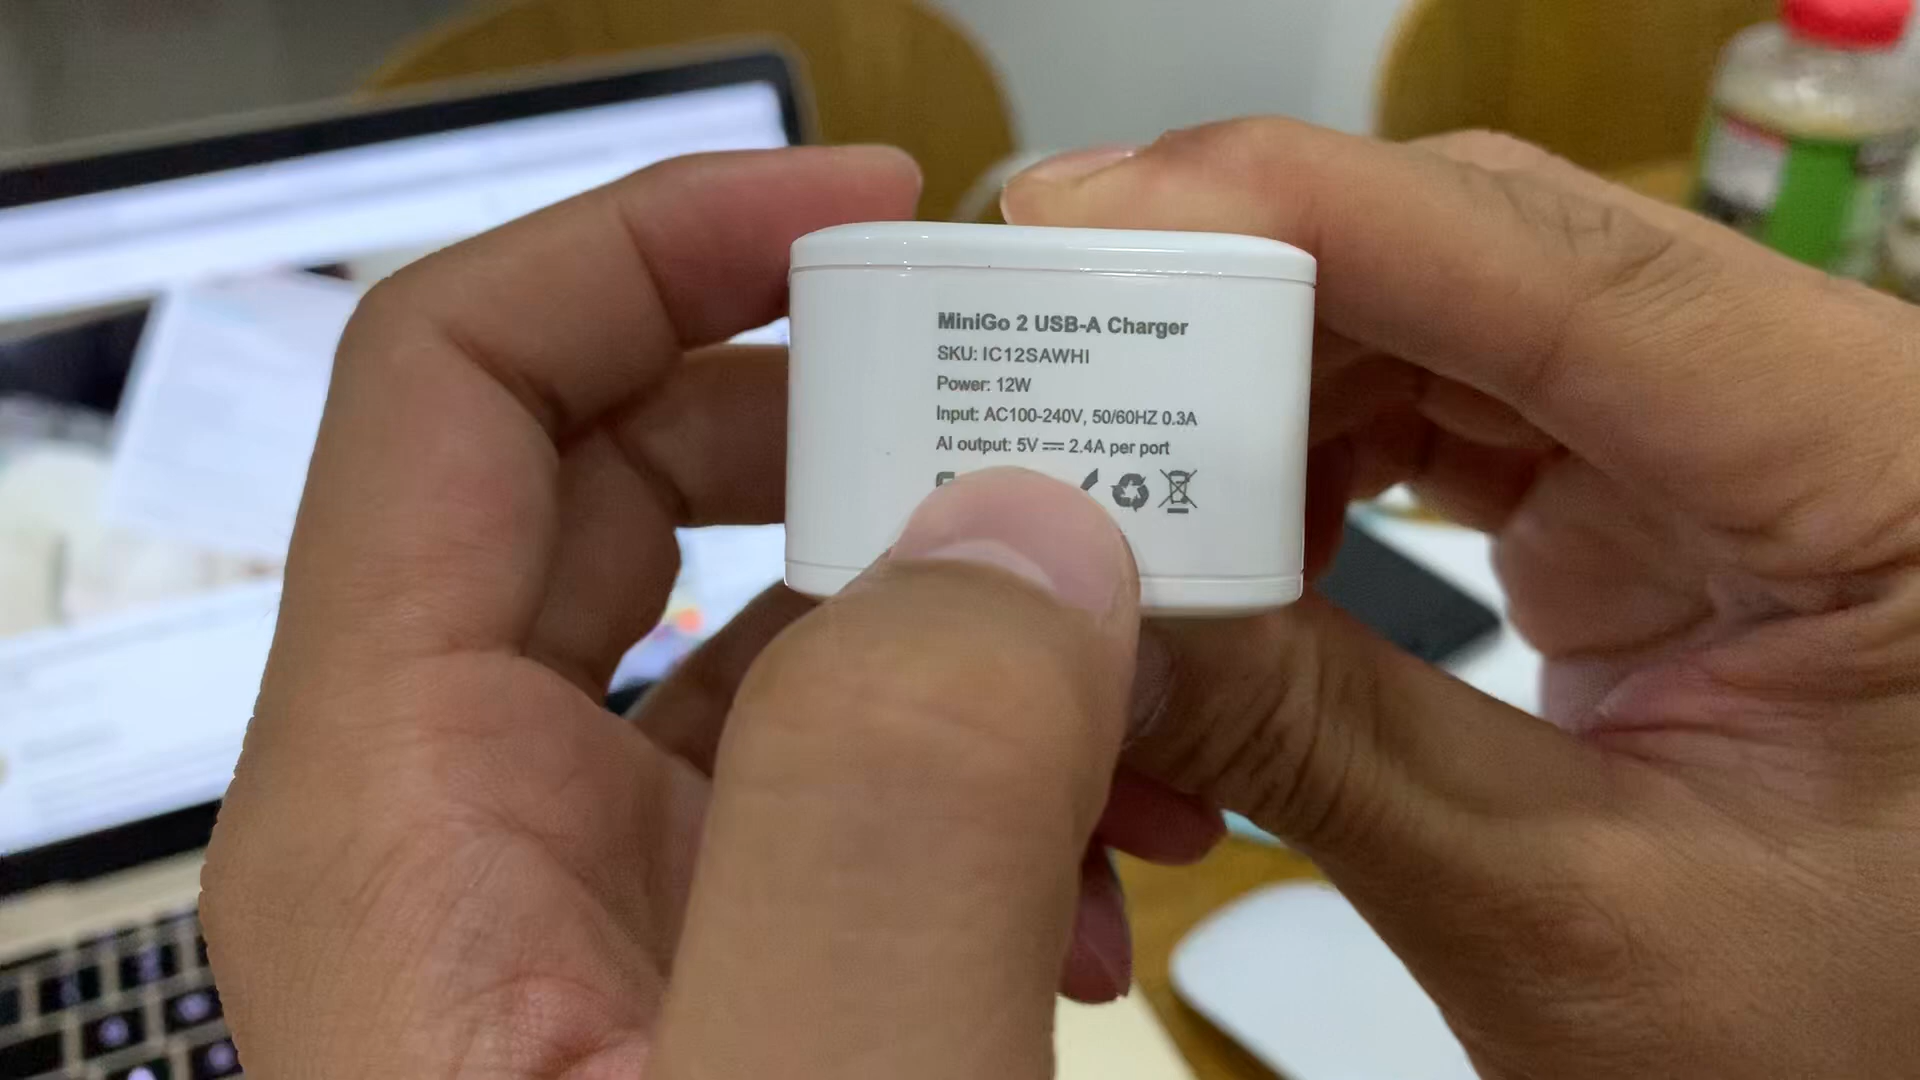 MiniGo 2 USB-A Charger
SKU: IC12SAWHI
Power: 12W
Input: AC100-240V, 50/60HZ 0.3A
AI output: 5V ⎓ 2.4A per port